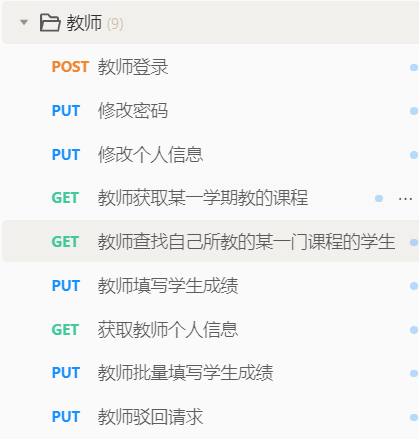 教师 (9)
POST 教师登录
PUT 修改密码
PUT 修改个人信息
GET 教师获取某一学期教的课程
GET 教师查找自己所教的某一门课程的学生
PUT 教师填写学生成绩
GET 获取教师个人信息
PUT 教师批量填写学生成绩
PUT 教师驳回请求